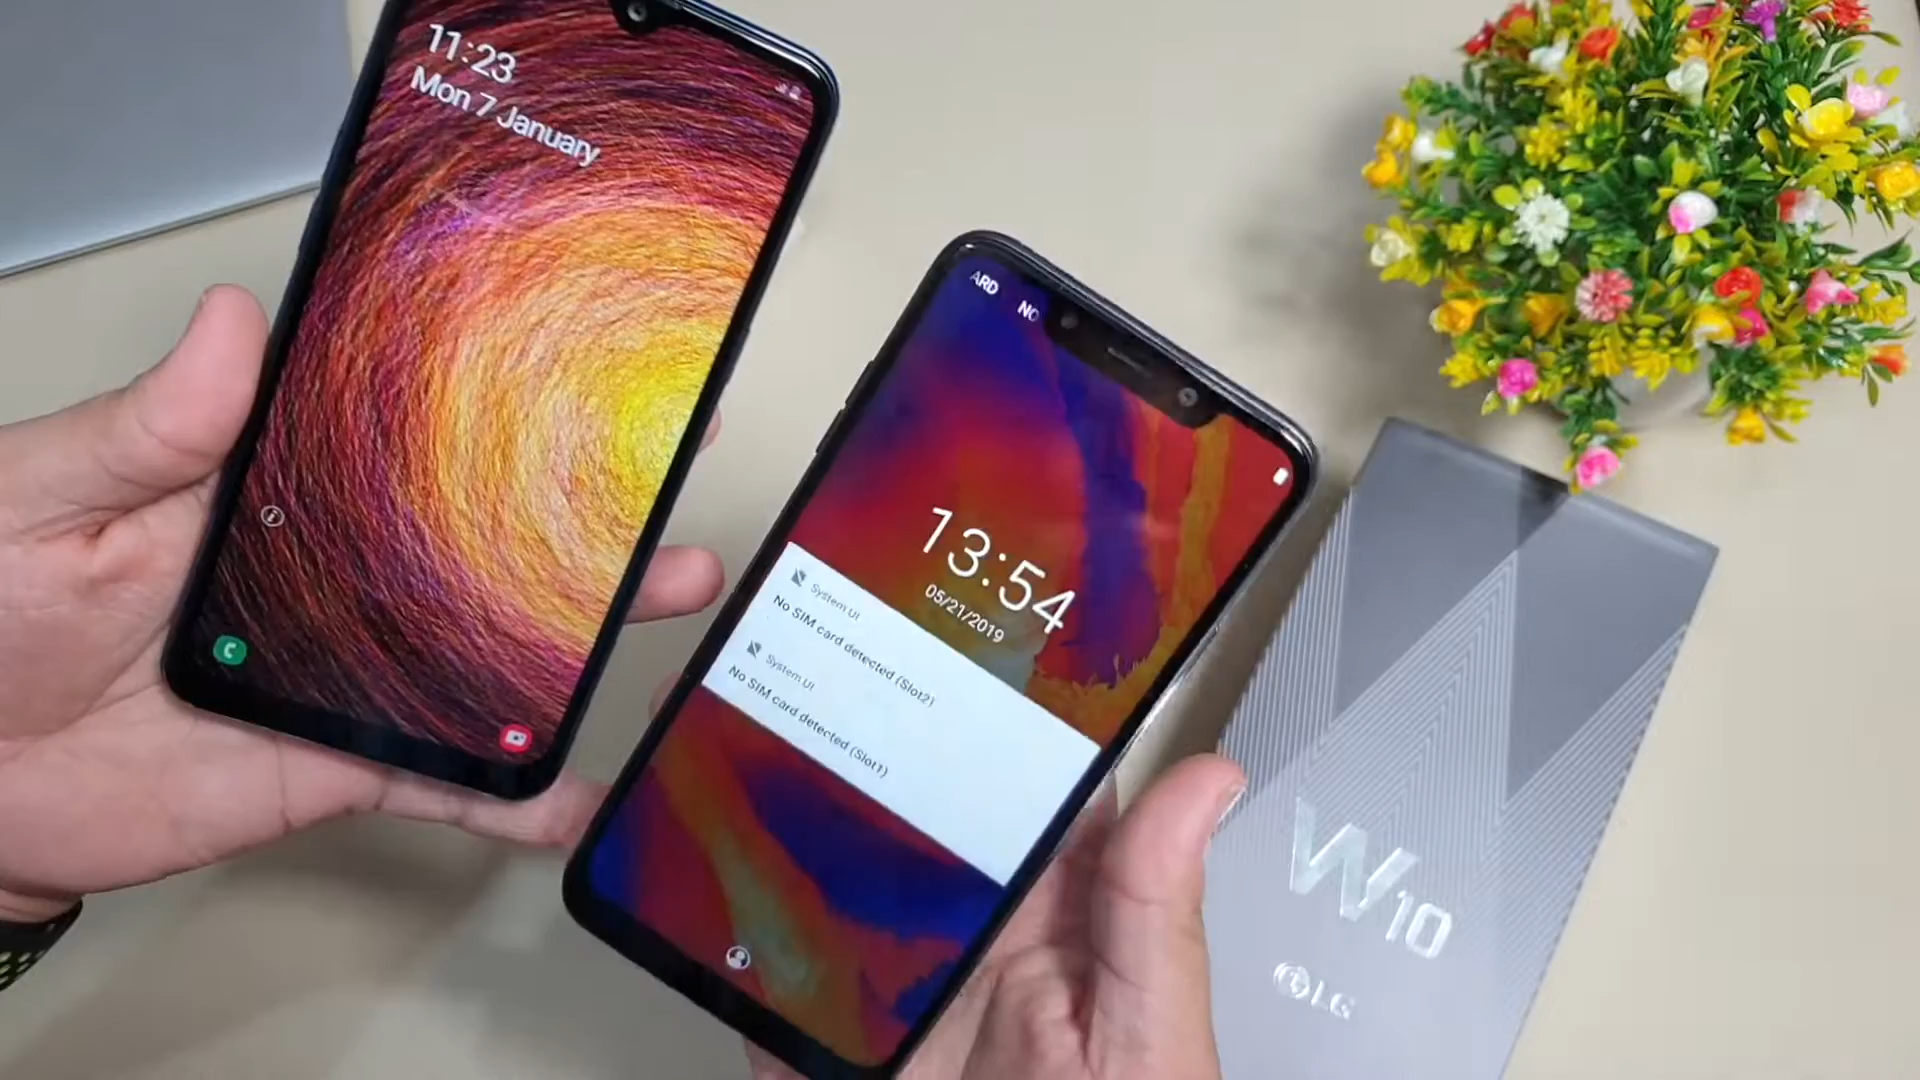 11:23
Mon 7 January
ARD NO
13:54
05/21/2019
System UI
No SIM card detected (Slot2)
System UI
No SIM card detected (Slot1)
W10
LG